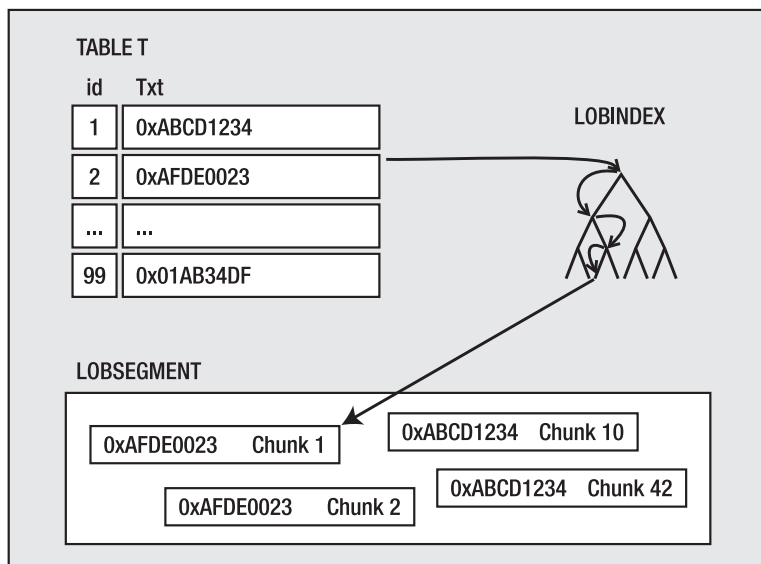 TABLE T
id Txt
1 0xABCD1234
LOBINDEX
2 0xAFDE0023
... ...
99 0x01AB34DF
LOBSEGMENT
0xAFDE0023 Chunk 1
0xABCD1234 Chunk 10
0xAFDE0023 Chunk 2
0xABCD1234 Chunk 42